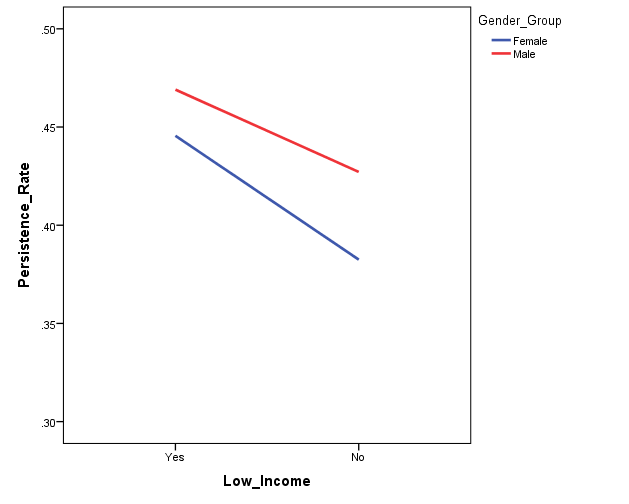 Gender_Group
Female
Male
Persistence_Rate
.50
.45
.40
.35
.30
Yes
No
Low_Income